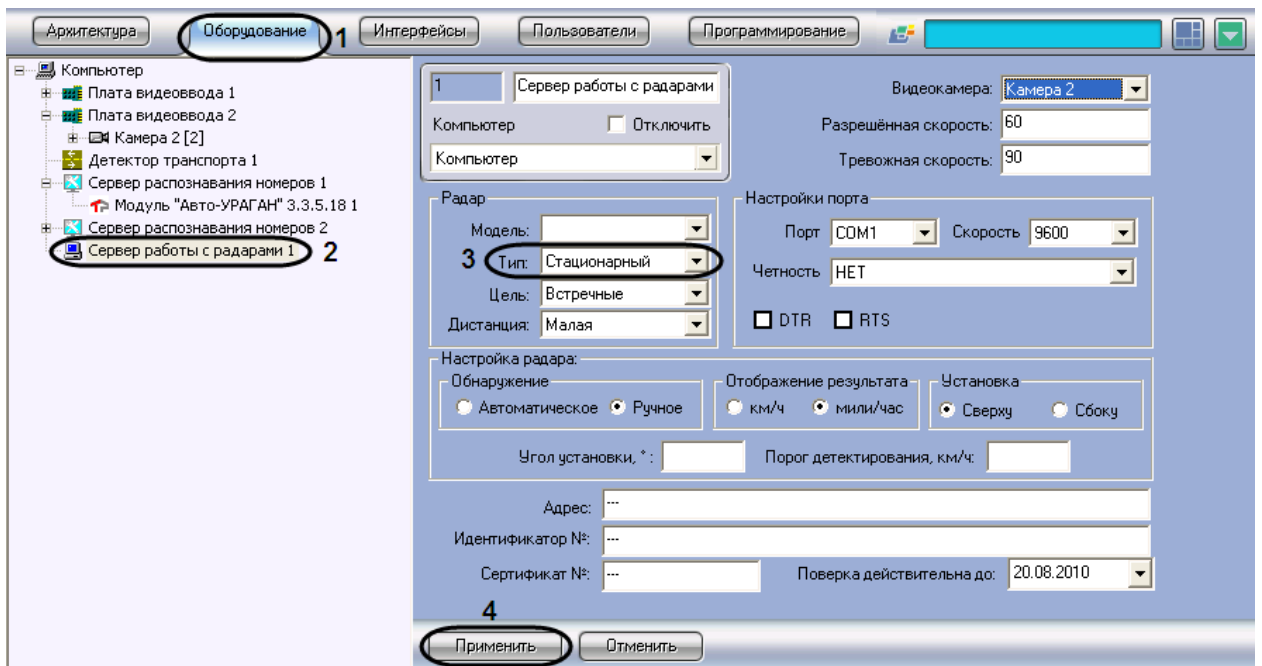 Архитектура Оборудование 1 Интерфейсы Пользователи Программирование
Компьютер
Плата видеоввода 1
Плата видеоввода 2
Камера 2 [2]
Детектор транспорта 1
Сервер распознавания номеров 1
Модуль "Авто-УРАГАН" 3.3.5.18 1
Сервер распознавания номеров 2
Сервер работы с радарами 1 2
1 Сервер работы с радарами
Компьютер Отключить
Компьютер
Видеокамера: Камера 2
Разрешённая скорость: 60
Тревожная скорость: 90
Радар
Модель:
3 Тип: Стационарный
Цель: Встречные
Дистанция: Малая
Настройки порта
Порт COM1 Скорость 9600
Четность НЕТ
DTR RTS
Настройка радара:
Обнаружение
Автоматическое Ручное
Отображение результата
км/ч мили/час
Установка
Сверху Сбоку
Угол установки, ° : Порог детектирования, км/ч:
Адрес: ---
Идентификатор №: ---
Сертификат №: --- Поверка действительна до: 20.08.2010
4
Применить Отменить